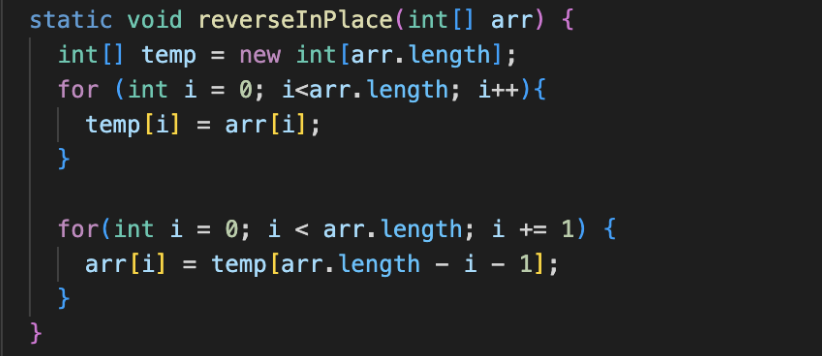 static void reverseInPlace(int[] arr) {
int[] temp = new int[arr.length];
for (int i = 0; i<arr.length; i++){
temp[i] = arr[i];
}
for(int i = 0; i < arr.length; i += 1) {
arr[i] = temp[arr.length - i - 1];
}
}